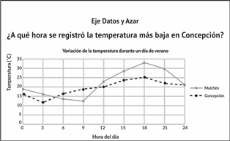 Eje Datos y Azar
¿A qué hora se registró la temperatura más baja en Concepción?
Variación de la temperatura durante un día de verano
Temperatura (°C)
35
30
25
20
15
10
5
0
0 3 6 9 12 15 18 21 24
Hora del día
Mulchén
Concepción